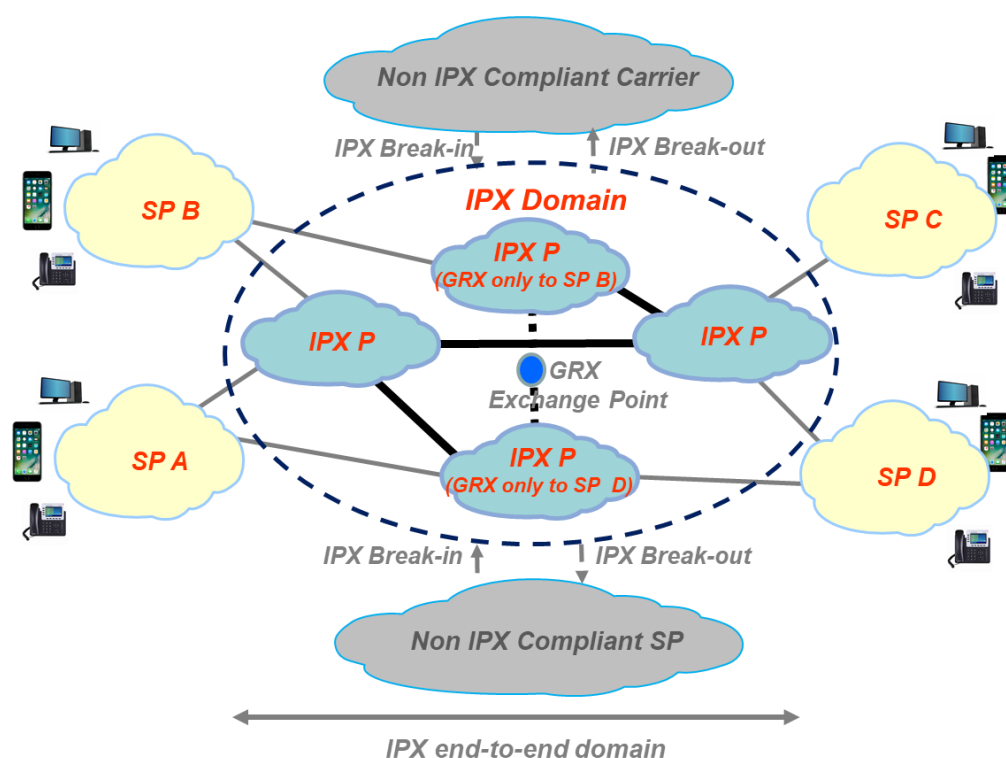 Non IPX Compliant Carrier
IPX Break-in
IPX Break-out
SP B
SP C
IPX Domain
IPX P
(GRX only to SP B)
IPX P
IPX P
GRX
Exchange Point
SP A
IPX P
(GRX only to SP D)
SP D
IPX Break-in
IPX Break-out
Non IPX Compliant SP
IPX end-to-end domain